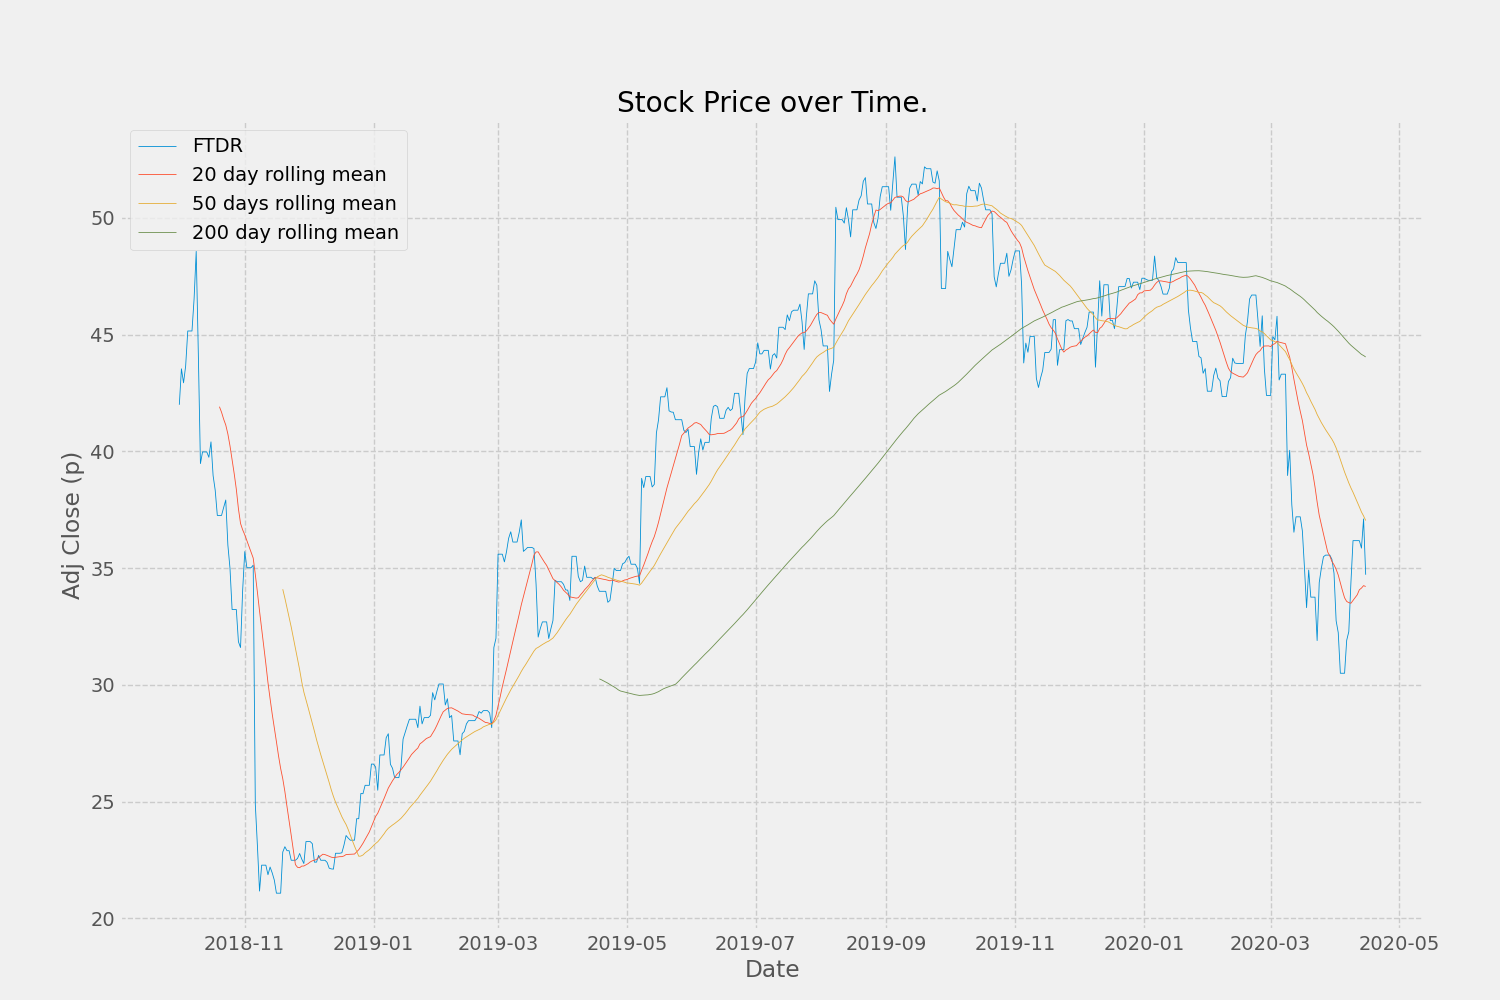 Stock Price over Time.
FTDR
20 day rolling mean
50 days rolling mean
200 day rolling mean
Adj Close (p)
50
45
40
35
30
25
20
2018-11 2019-01 2019-03 2019-05 2019-07 2019-09 2019-11 2020-01 2020-03 2020-05
Date